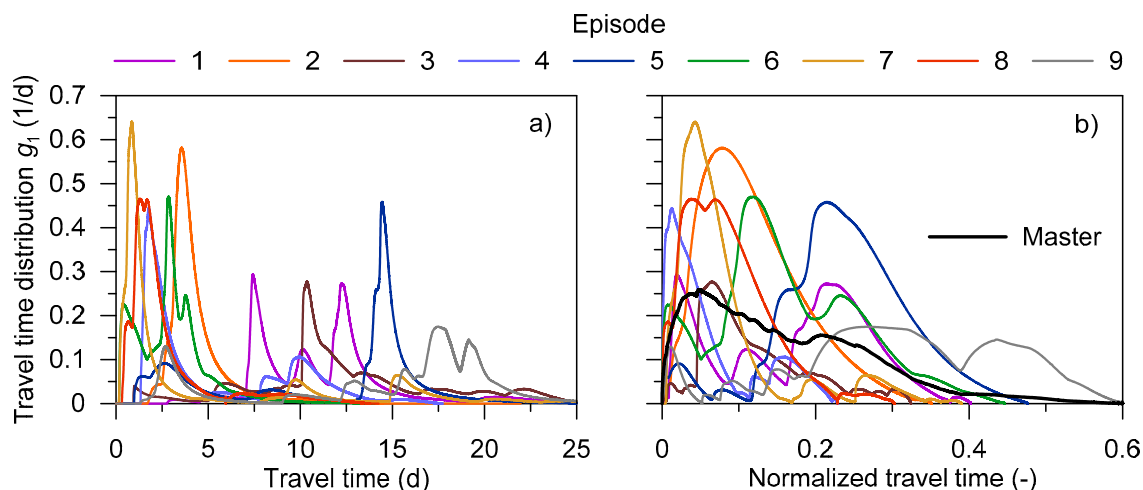 Episode
1 2 3 4 5 6 7 8 9
Travel time distribution g1 (1/d)
0.7
0.6
0.5
0.4
0.3
0.2
0.1
0
a)
0 5 10 15 20 25
Travel time (d)
b)
Master
0 0.2 0.4 0.6
Normalized travel time (-)